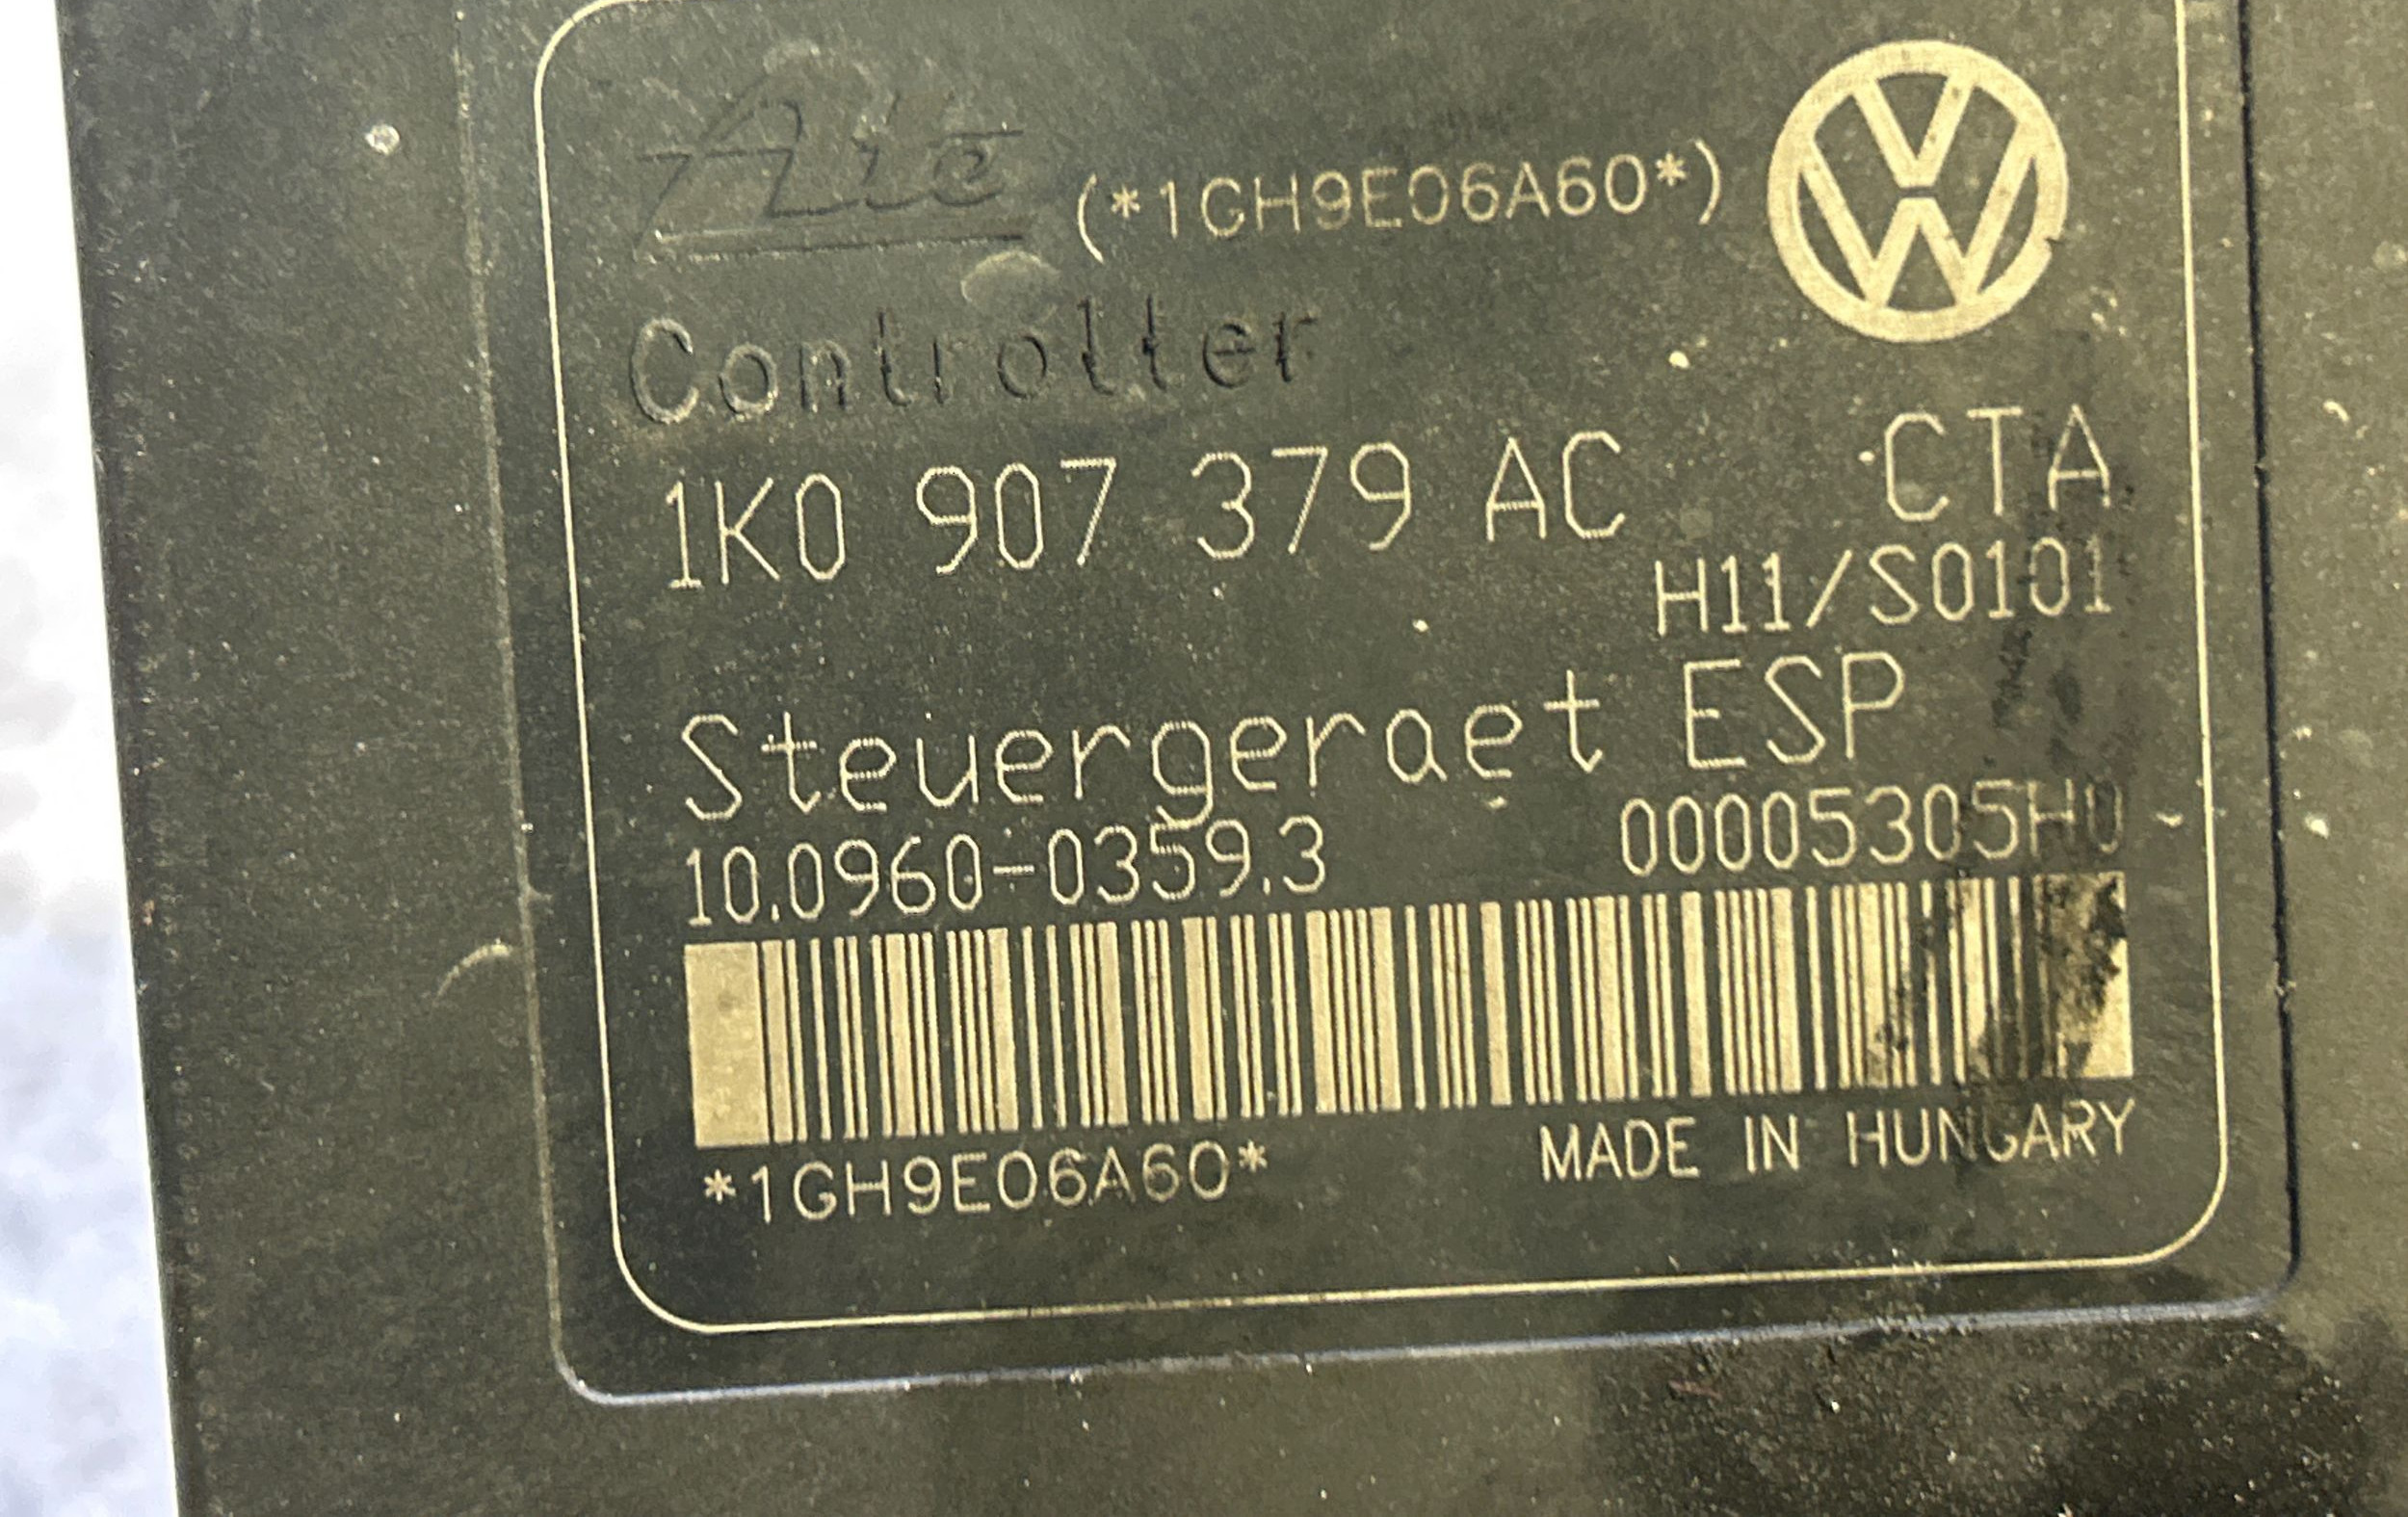 Ate (*1GH9E06A60*) VW
Controller
1K0 907 379 AC CTA
H11/S0101
Steuergeraet ESP
10.0960-0359.3 00005305H0
*1GH9E06A60* MADE IN HUNGARY